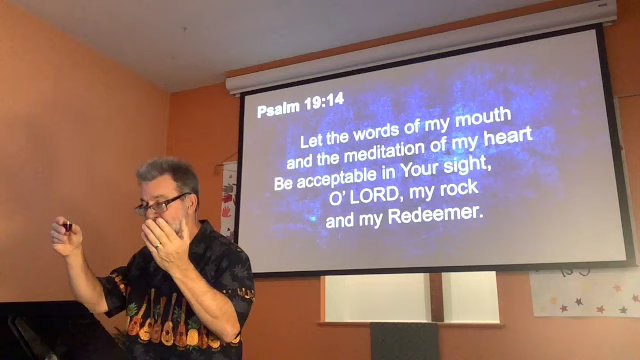 Psalm 19:14
Let the words of my mouth
and the meditation of my heart
Be acceptable in Your sight,
O' LORD, my rock
and my Redeemer.